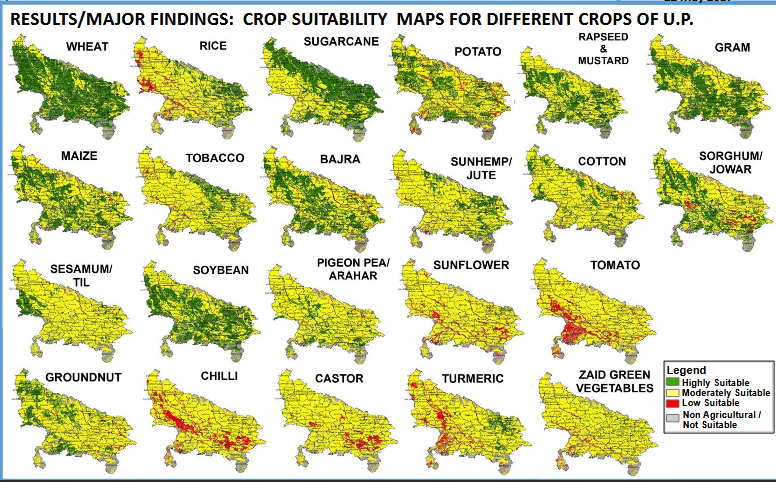 RESULTS/MAJOR FINDINGS: CROP SUITABILITY MAPS FOR DIFFERENT CROPS OF U.P.
WHEAT
RICE
SUGARCANE
POTATO
RAPSEED
&
MUSTARD
GRAM
MAIZE
TOBACCO
BAJRA
SUNHEMP/
JUTE
COTTON
SORGHUM/
JOWAR
SESAMUM/
TIL
SOYBEAN
PIGEON PEA/
ARAHAR
SUNFLOWER
TOMATO
GROUNDNUT
CHILLI
CASTOR
TURMERIC
ZAID GREEN
VEGETABLES
Legend
Highly Suitable
Moderately Suitable
Low Suitable
Non Agricultural /
Not Suitable